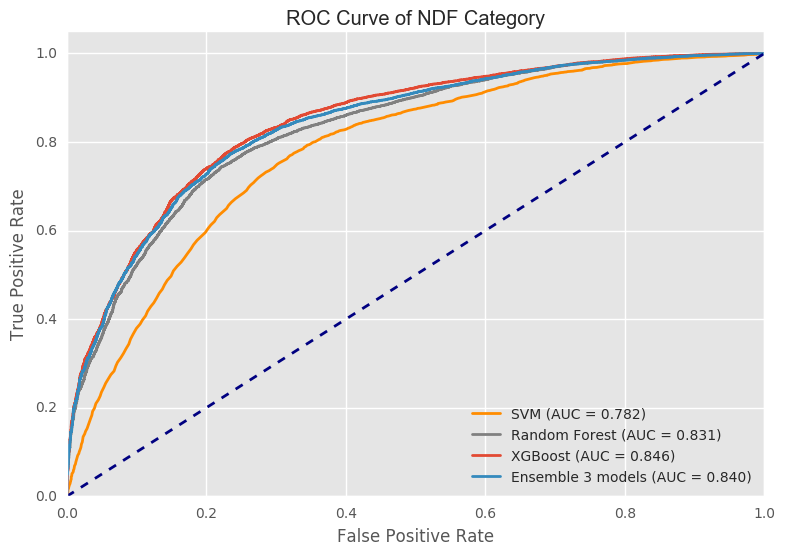 ROC Curve of NDF Category
True Positive Rate
1.0
0.8
0.6
0.4
0.2
0.0
SVM (AUC = 0.782)
Random Forest (AUC = 0.831)
XGBoost (AUC = 0.846)
Ensemble 3 models (AUC = 0.840)
0.0 0.2 0.4 0.6 0.8 1.0
False Positive Rate